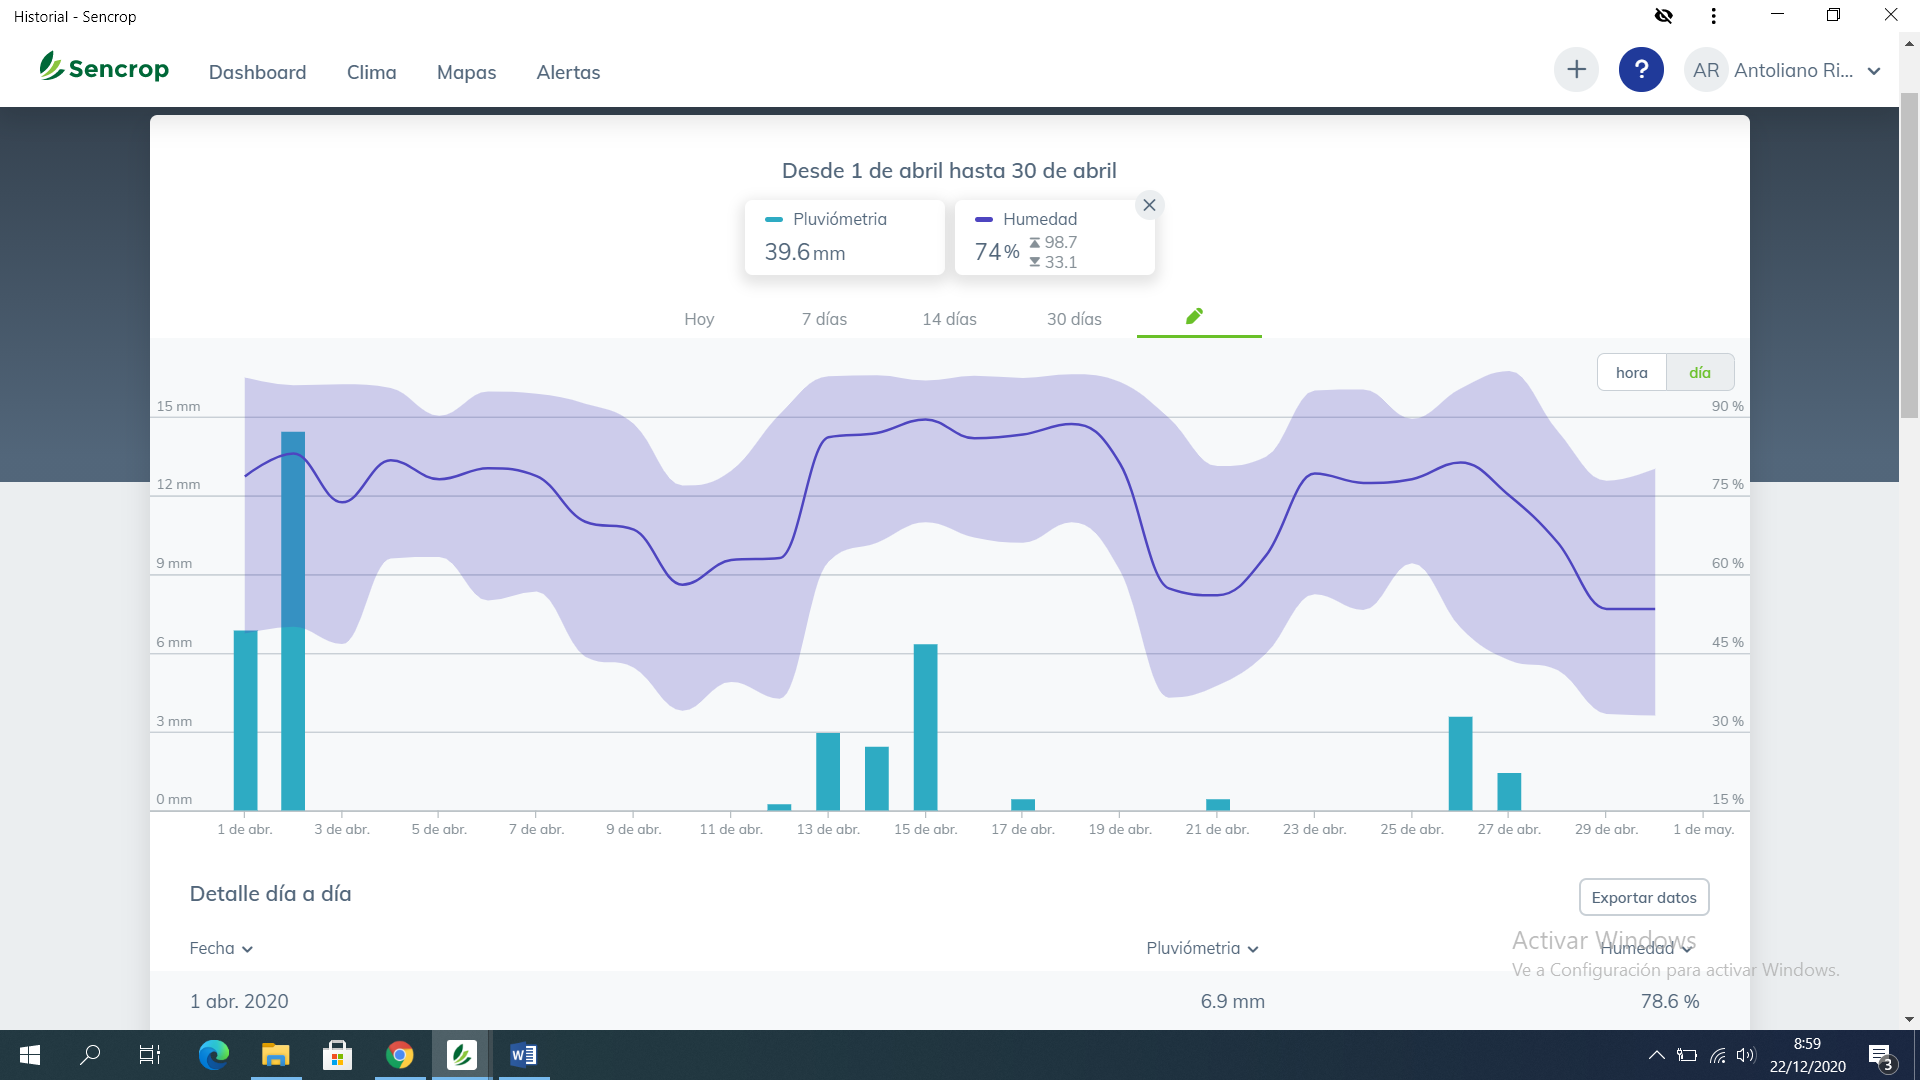 Historial - Sencrop
Sencrop Dashboard Clima Mapas Alertas + ? AR Antoliano Ri...
Desde 1 de abril hasta 30 de abril
Pluviómetria
39.6 mm
Humedad
74 % 98.7
33.1
Hoy 7 días 14 días 30 días
hora día
15 mm 90 %
12 mm 75 %
9 mm 60 %
6 mm 45 %
3 mm 30 %
0 mm 15 %
1 de abr. 3 de abr. 5 de abr. 7 de abr. 9 de abr. 11 de abr. 13 de abr. 15 de abr. 17 de abr. 19 de abr. 21 de abr. 23 de abr. 25 de abr. 27 de abr. 29 de abr. 1 de may.
Detalle día a día Exportar datos
Fecha Pluviómetria Humedad
Activar Windows
Ve a Configuración para activar Windows.
1 abr. 2020 6.9 mm 78.6 %
8:59
22/12/2020
3